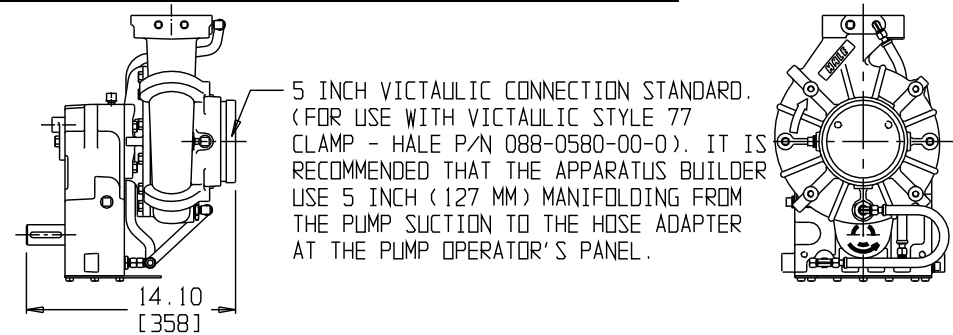 5 INCH VICTAULIC CONNECTION STANDARD.
(FOR USE WITH VICTAULIC STYLE 77
CLAMP - HALE P/N 088-0580-00-0). IT IS
RECOMMENDED THAT THE APPARATUS BUILDER
USE 5 INCH (127 MM) MANIFOLDING FROM
THE PUMP SUCTION TO THE HOSE ADAPTER
AT THE PUMP OPERATOR'S PANEL.
HALE
14.10
[358]